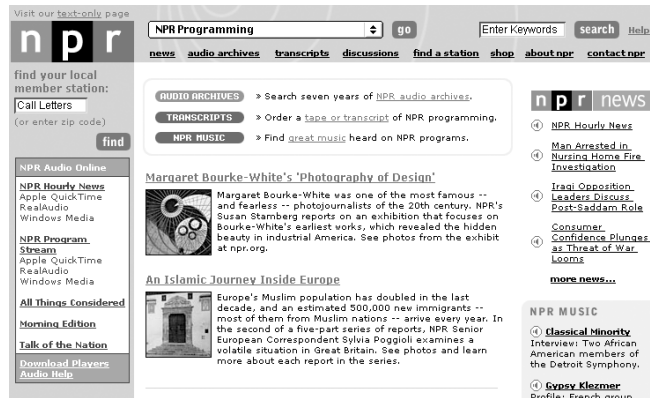 Visit our text-only page
npr
NPR Programming
go
Enter Keywords
search
Help
news audio archives transcripts discussions find a station shop about npr contact npr
find your local
member station:
Call Letters
(or enter zip code)
find
NPR Audio Online
NPR Hourly News
Apple QuickTime
RealAudio
Windows Media
NPR Program
Stream
Apple QuickTime
RealAudio
Windows Media
All Things Considered
Morning Edition
Talk of the Nation
Download Players
Audio Help
AUDIO ARCHIVES » Search seven years of NPR audio archives.
TRANSCRIPTS » Order a tape or transcript of NPR programming.
NPR MUSIC » Find great music heard on NPR programs.
Margaret Bourke-White's 'Photography of Design'
Margaret Bourke-White was one of the most famous --
and fearless -- photojournalists of the 20th century. NPR's
Susan Stamberg reports on an exhibition that focuses on
Bourke-White's earliest works, which revealed the hidden
beauty in industrial America. See photos from the exhibit
at npr.org.
An Islamic Journey Inside Europe
Europe's Muslim population has doubled in the last
decade, and an estimated 500,000 new immigrants --
most of them from Muslim nations -- arrive every year. In
the second of a five-part series of reports, NPR Senior
European Correspondent Sylvia Poggioli examines a
volatile situation in Great Britain. See photos and learn
more about each report in the series.
npr news
NPR Hourly News
Man Arrested in
Nursing Home Fire
Investigation
Iraqi Opposition
Leaders Discuss
Post-Saddam Role
Consumer
Confidence Plunges
as Threat of War
Looms
more news...
NPR MUSIC
Classical Minority
Interview: Two African
American members of
the Detroit Symphony.
Gypsy Klezmer
Profile: French group